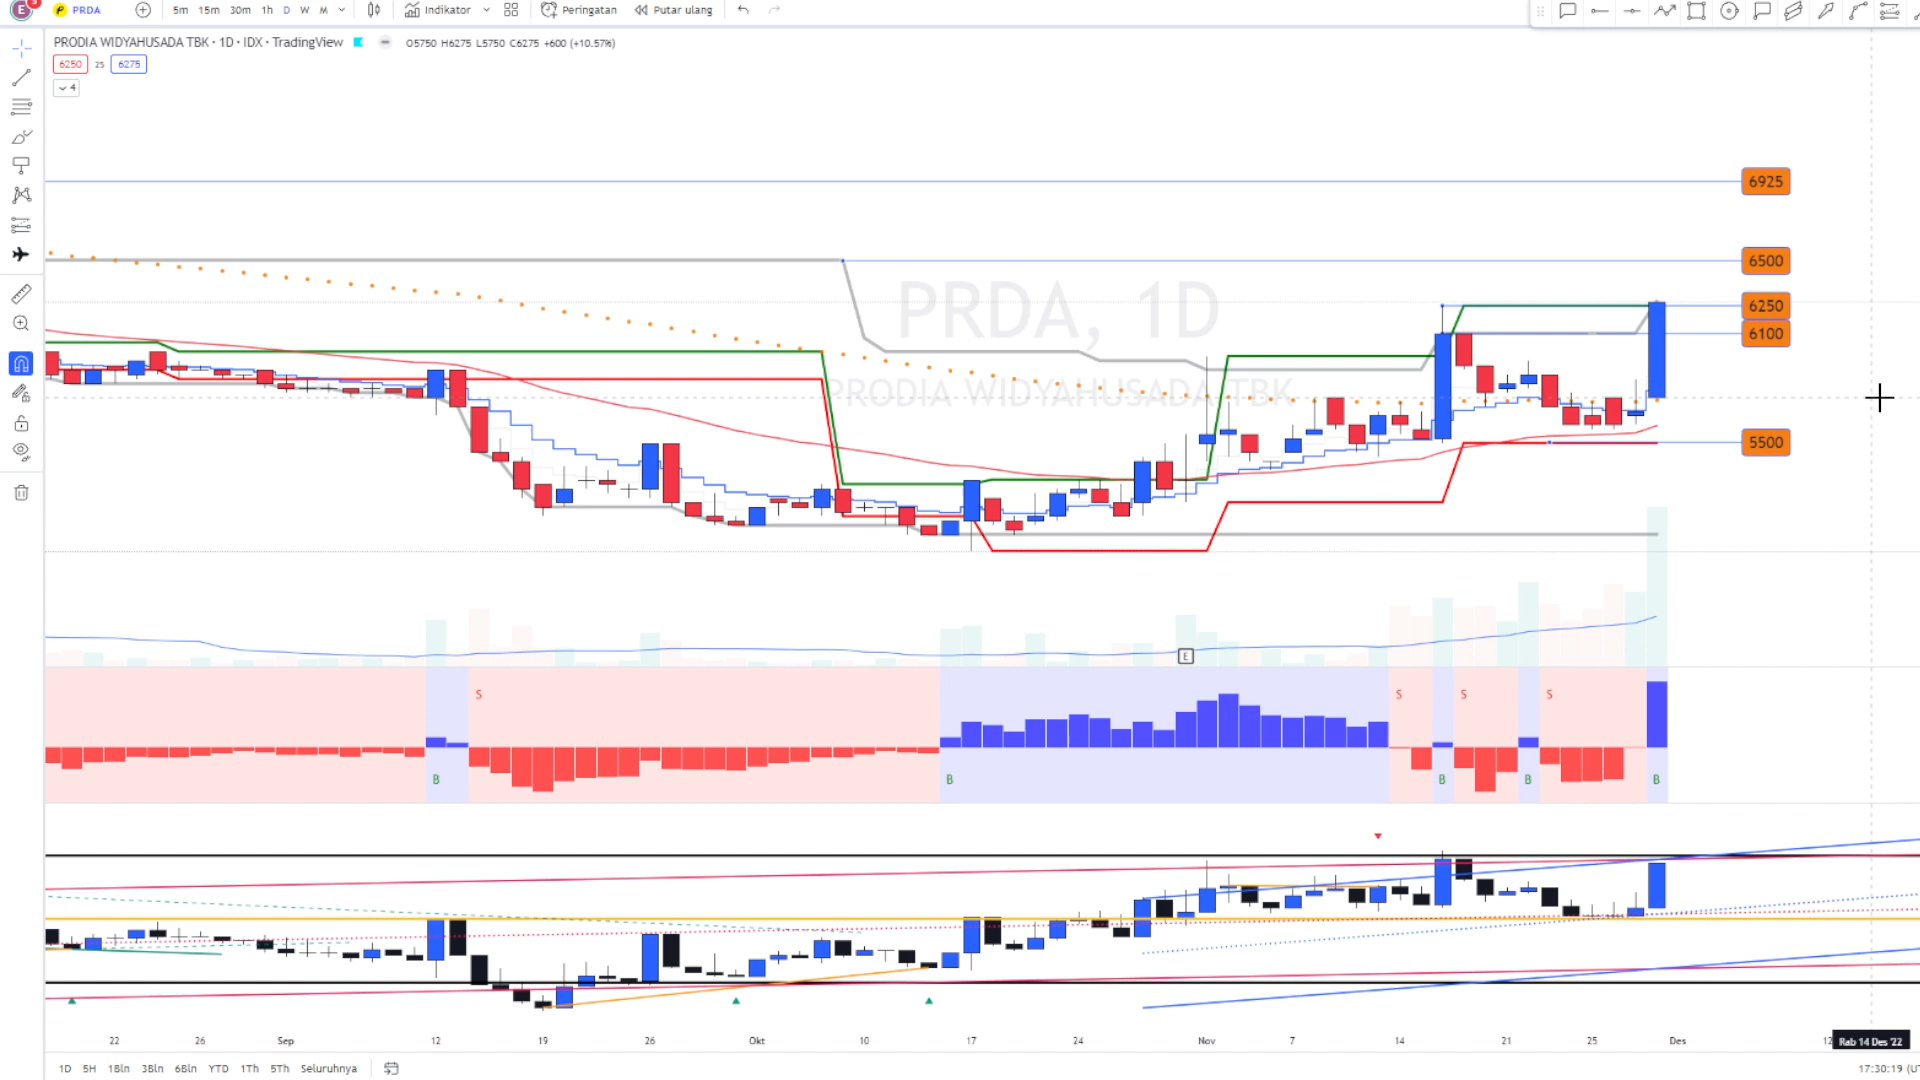 E 5 PRDA 5m 15m 30m 1h D W M Indikator Peringatan Putar ulang
PRODIA WIDYAHUSADA TBK · 1D · IDX · TradingView O5750 H6275 L5750 C6275 +600 (+10.57%)
6250 25 6275
4
6925
6500
PRDA, 1D
6250
6100
PRODIA WIDYAHUSADA TBK
5500
E
S S S S
B B B B B
22 26 Sep 12 19 26 Okt 10 17 24 Nov 7 14 21 25 Des 12 Rab 14 Des '22
1D 5H 1Bln 3Bln 6Bln YTD 1Th 5Th Seluruhnya 17:30:19 (U